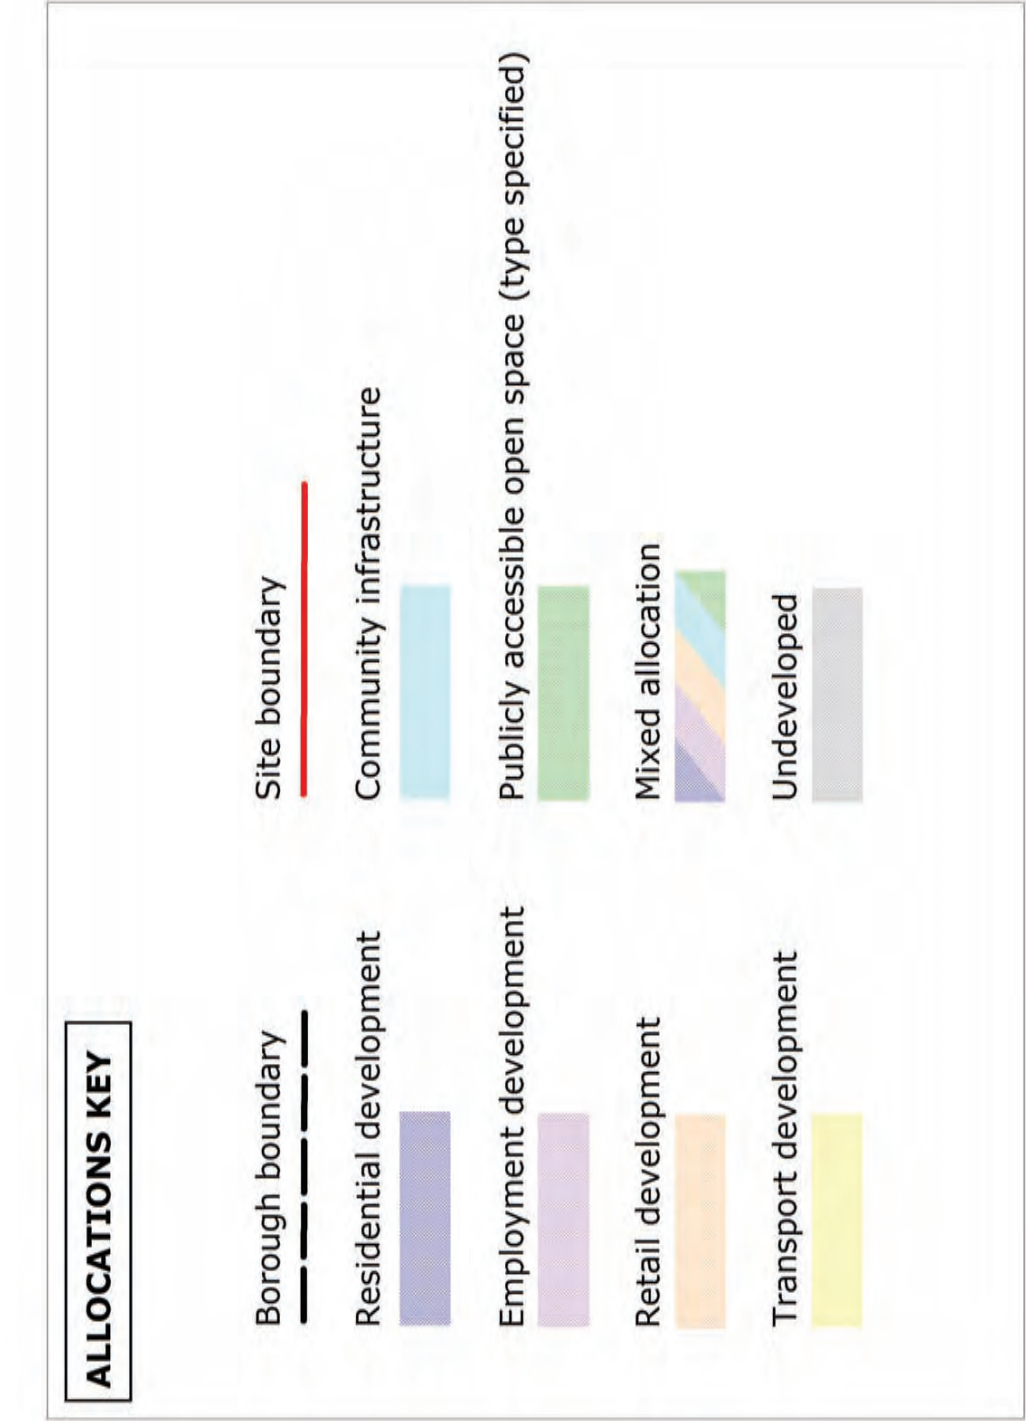 ALLOCATIONS KEY
Borough boundary
Site boundary
Residential development
Community infrastructure
Employment development
Publicly accessible open space (type specified)
Retail development
Mixed allocation
Transport development
Undeveloped